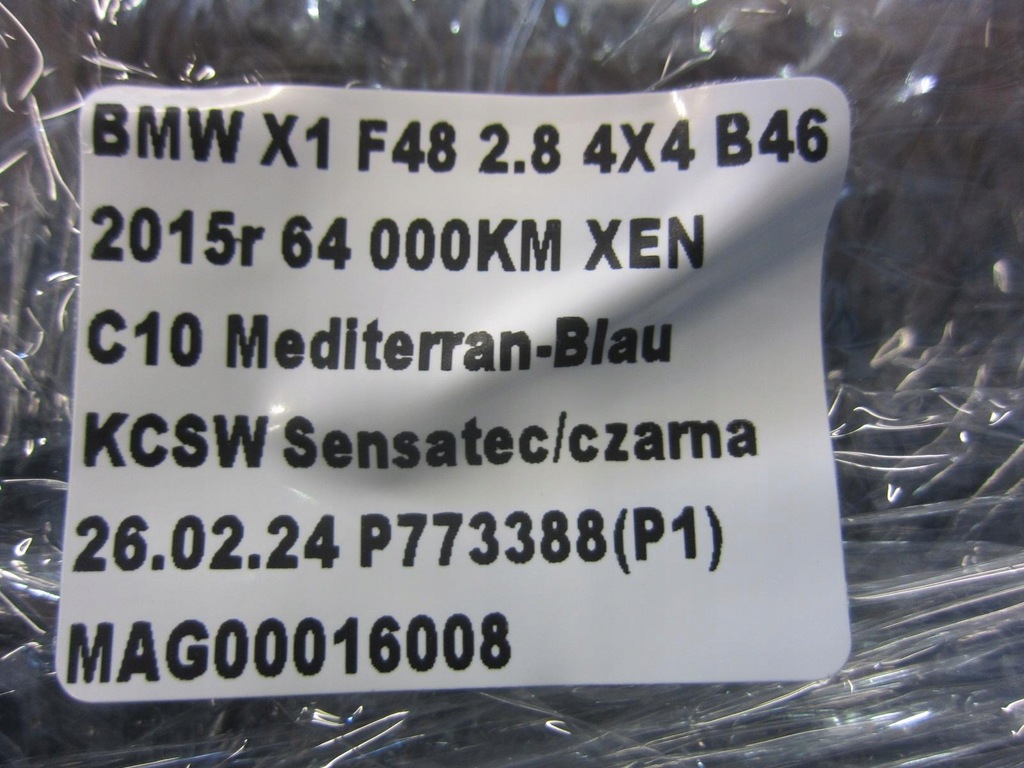 BMW X1 F48 2.8 4X4 B46
2015r 64 000KM XEN
C10 Mediterran-Blau
KCSW Sensatec/czarna
26.02.24 P773388(P1)
MAG00016008